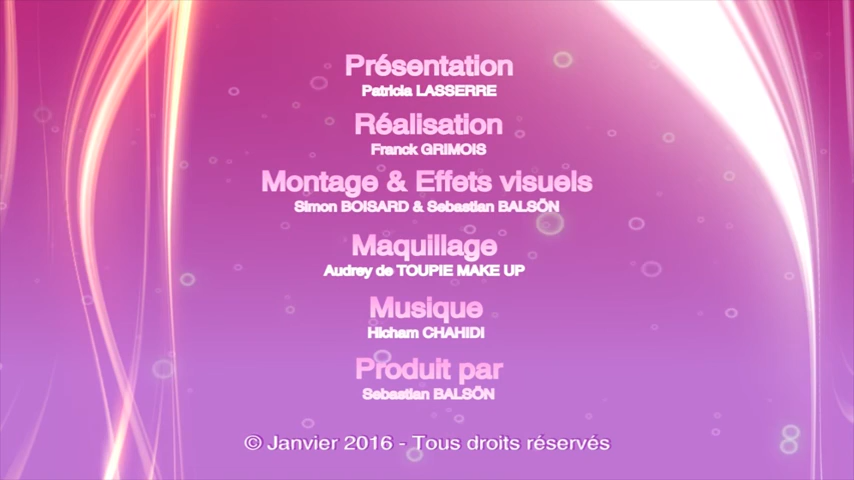 Présentation
Patricia LASSERRE
Réalisation
Franck GRIMOIS
Montage & Effets visuels
Simon BOISARD & Sebastian BALSÖN
Maquillage
Audrey de TOUPIE MAKE UP
Musique
Hicham CHAHIDI
Produit par
Sebastian BALSÖN
© Janvier 2016 - Tous droits réservés